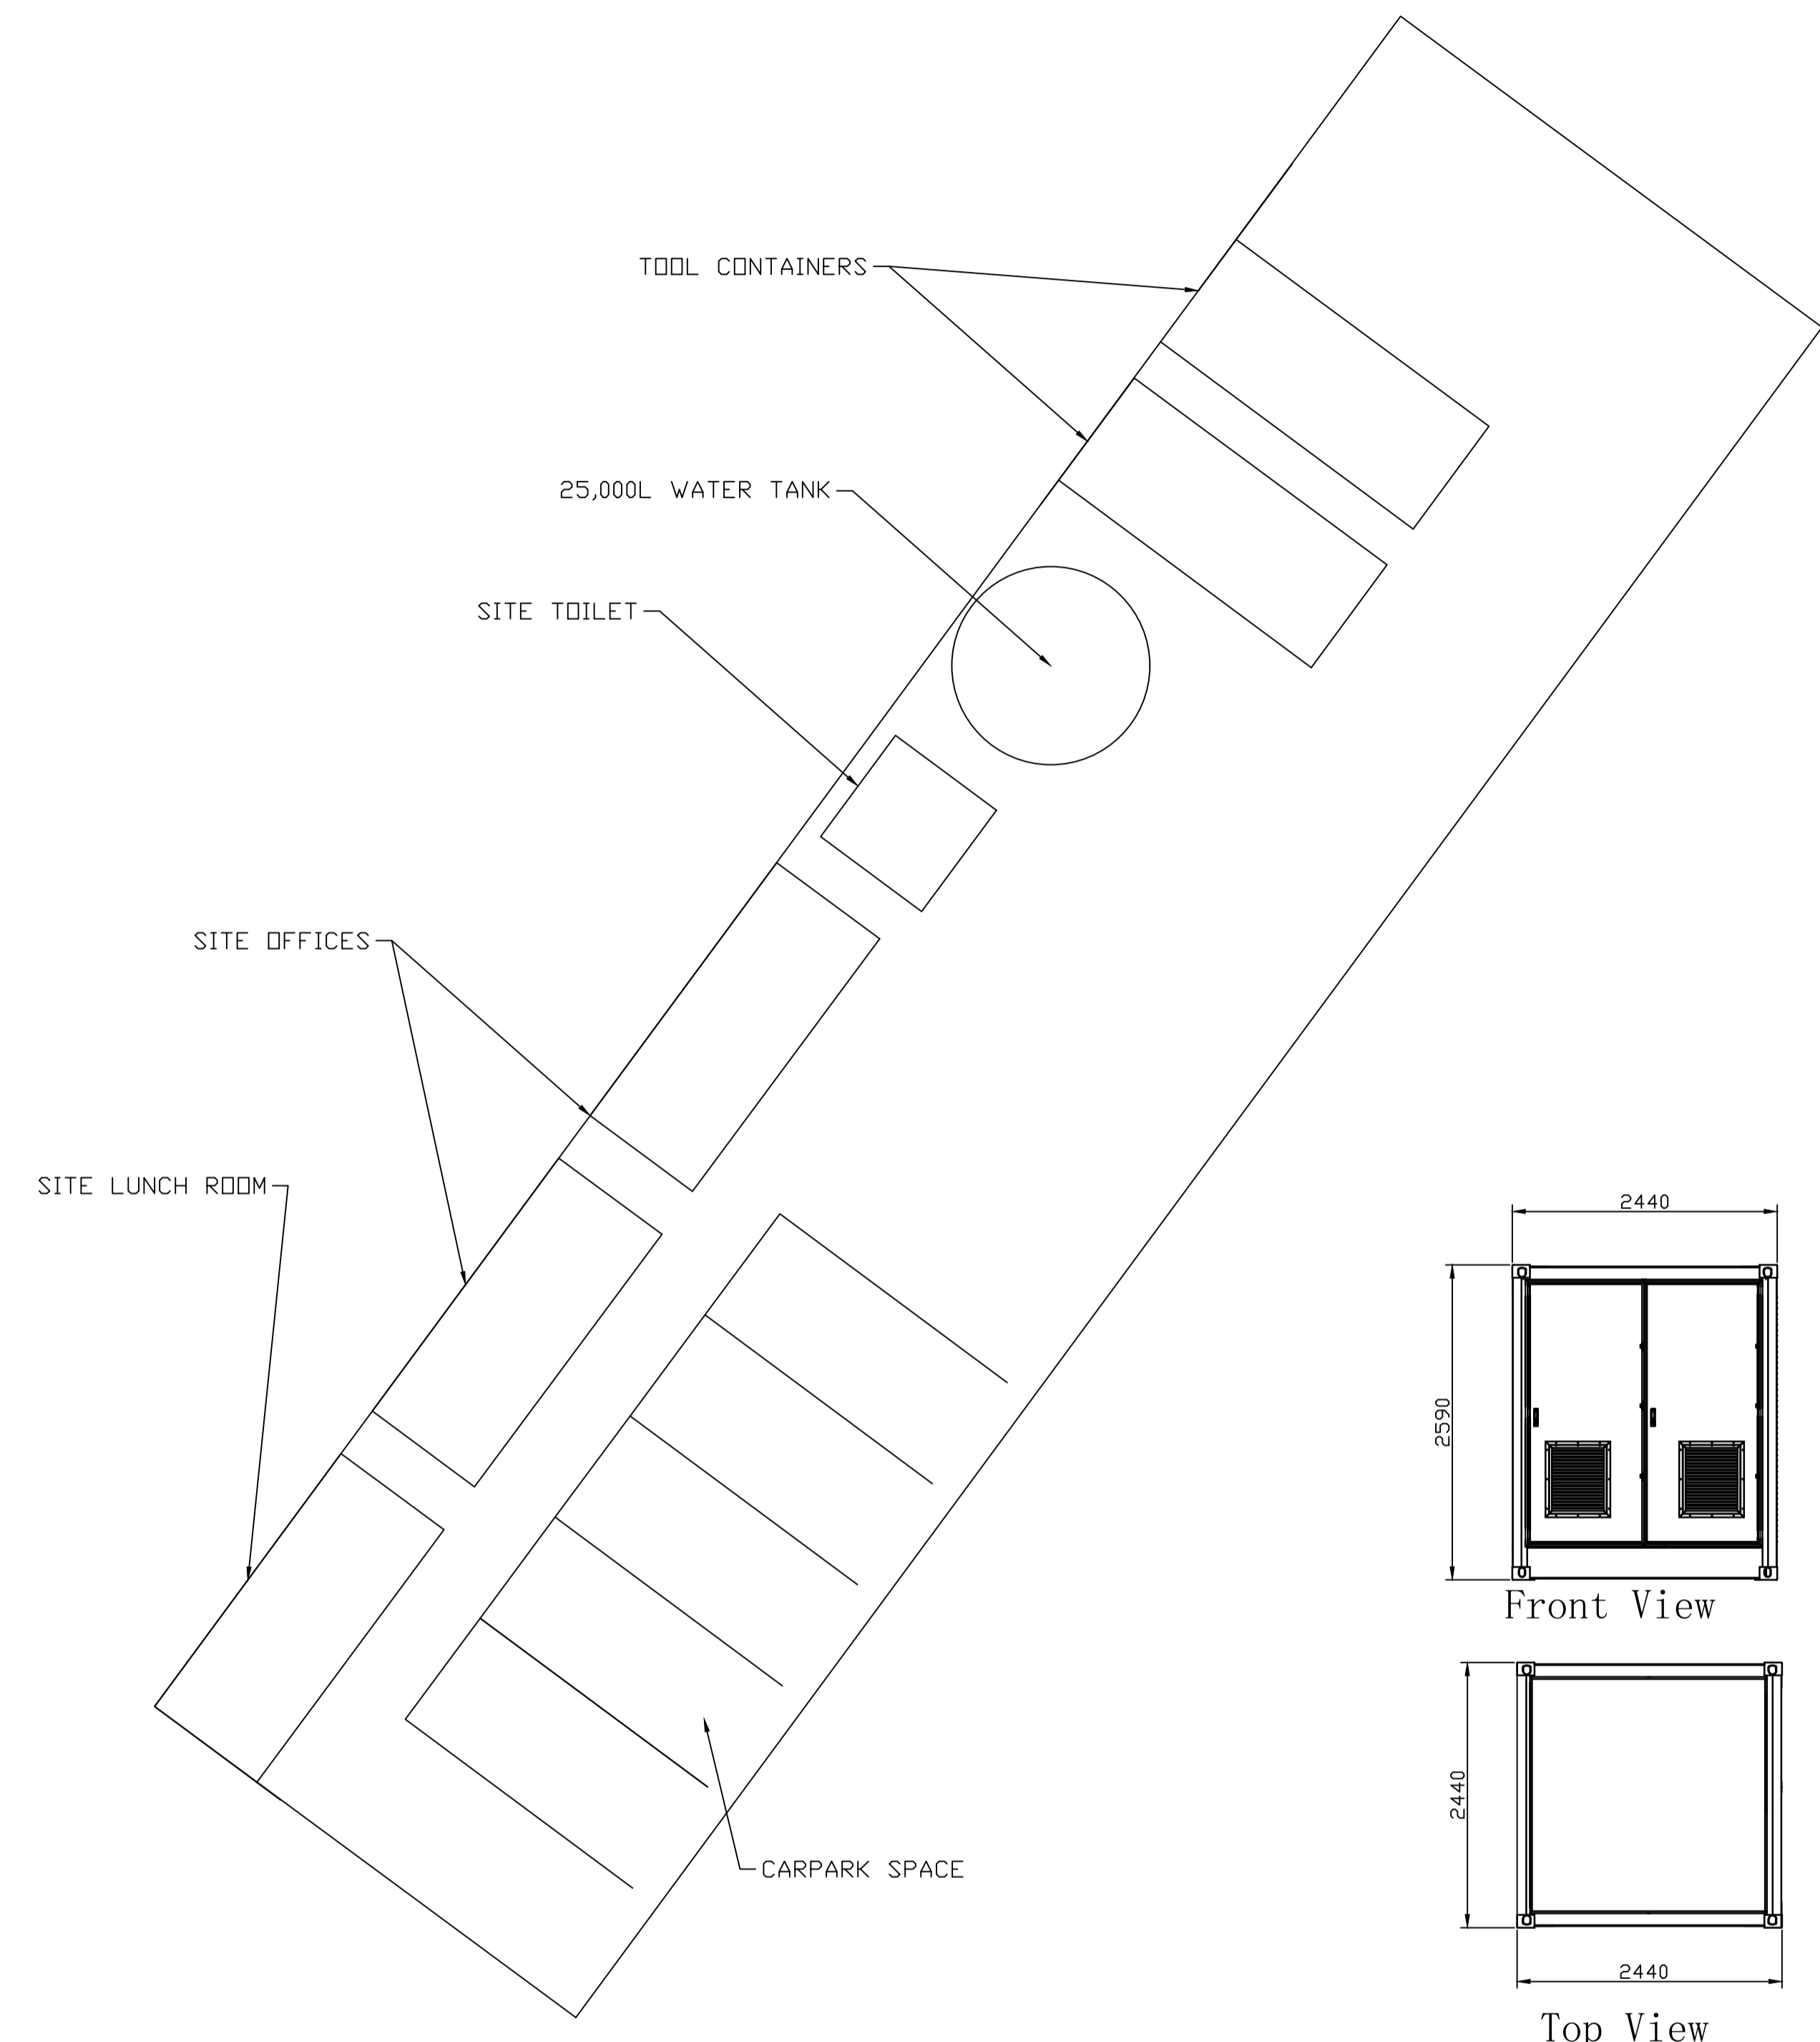 TOOL CONTAINERS
25,000L WATER TANK
SITE TOILET
SITE OFFICES
SITE LUNCH ROOM
CARPARK SPACE
2440
2590
Front View
2440
2440
Top View